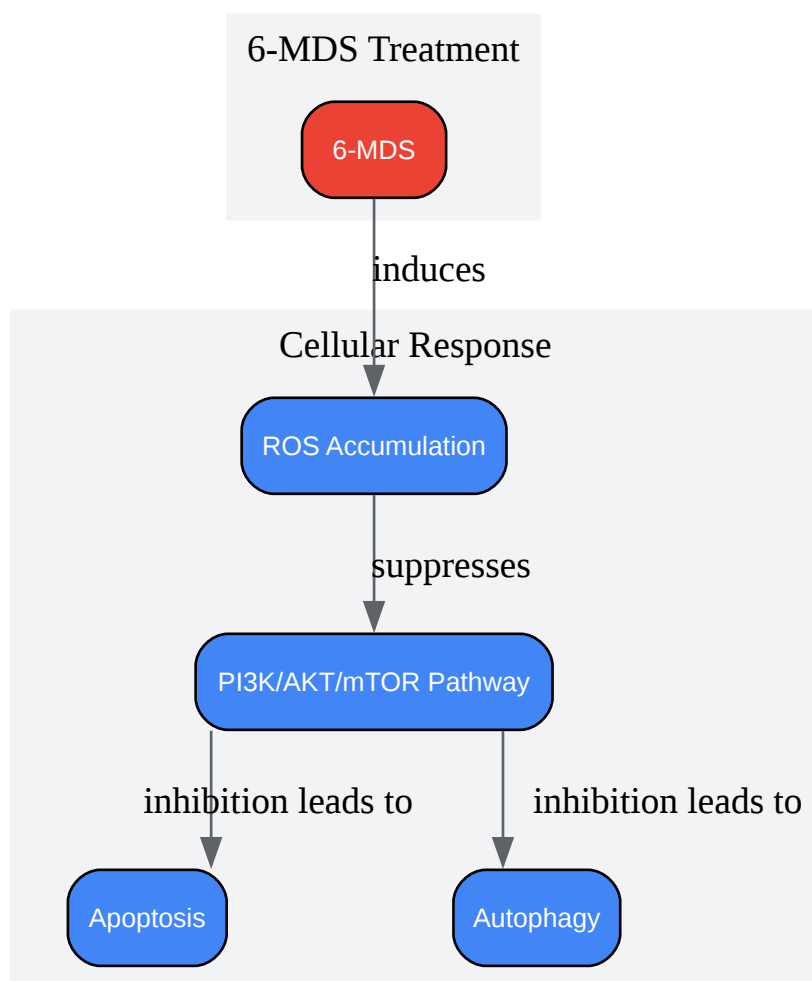 6-MDS Treatment
6-MDS
induces
Cellular Response
ROS Accumulation
suppresses
PI3K/AKT/mTOR Pathway
inhibition leads to
inhibition leads to
Apoptosis
Autophagy